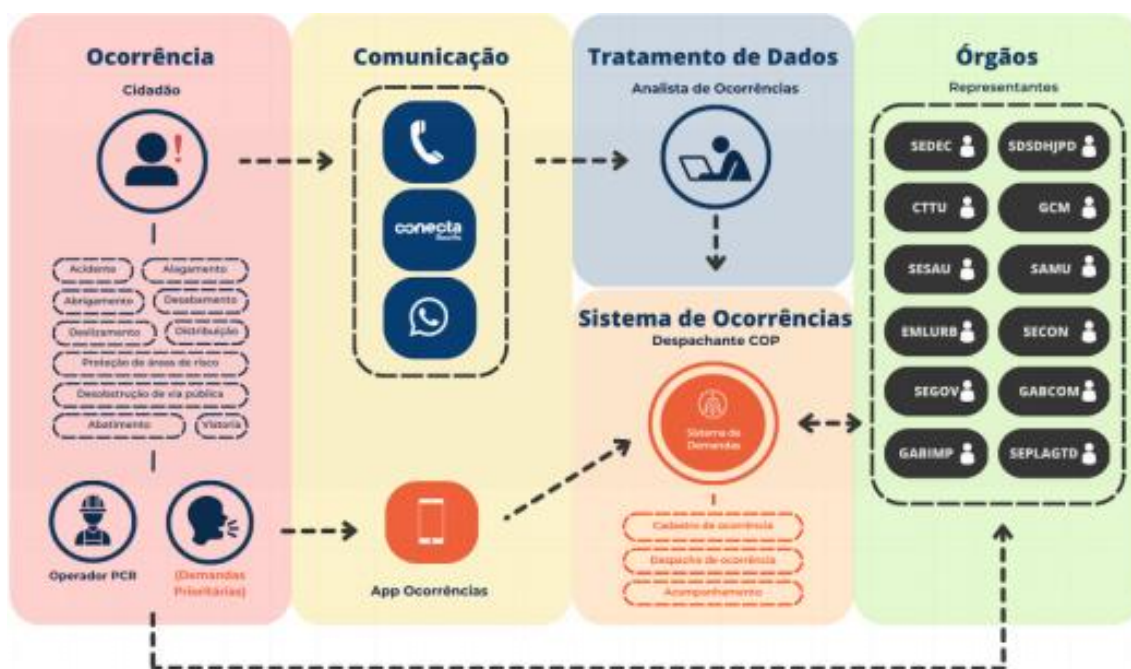 Ocorrência
Cidadão
Acidente
Alagamento
Abrigamento
Desabamento
Deslizamento
Distribuição
Proteção de áreas de risco
Desobstrução de via pública
Abatimento
Vistoria
Operador PCR
(Demandas
Prioritárias)
Comunicação
conecta
Recife
App Ocorrências
Tratamento de Dados
Analista de Ocorrências
Sistema de Ocorrências
Despachante COP
Sistema de
Demandas
Cadastro de ocorrência
Despacho de ocorrência
Acompanhamento
Órgãos
Representantes
SEDEC
SDSDHJPD
CTTU
GCM
SESAU
SAMU
EMLURB
SECON
SEGOV
GABCOM
GABIMP
SEPLAGTD